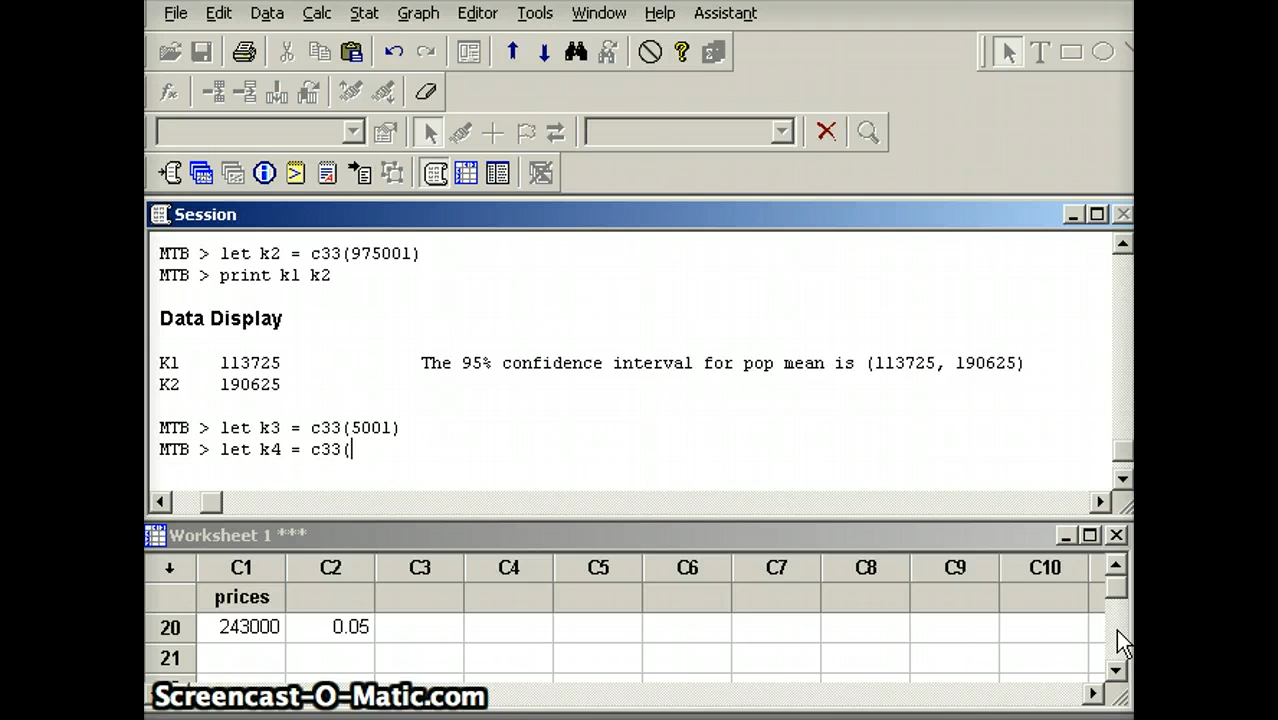 File Edit Data Calc Stat Graph Editor Tools Window Help Assistant
Session
MTB > let k2 = c33(975001)
MTB > print k1 k2
Data Display
K1 113725 The 95% confidence interval for pop mean is (113725, 190625)
K2 190625
MTB > let k3 = c33(5001)
MTB > let k4 = c33(
Worksheet 1 ***
C1 C2 C3 C4 C5 C6 C7 C8 C9 C10
prices
20 243000 0.05
21
Screencast-O-Matic.com